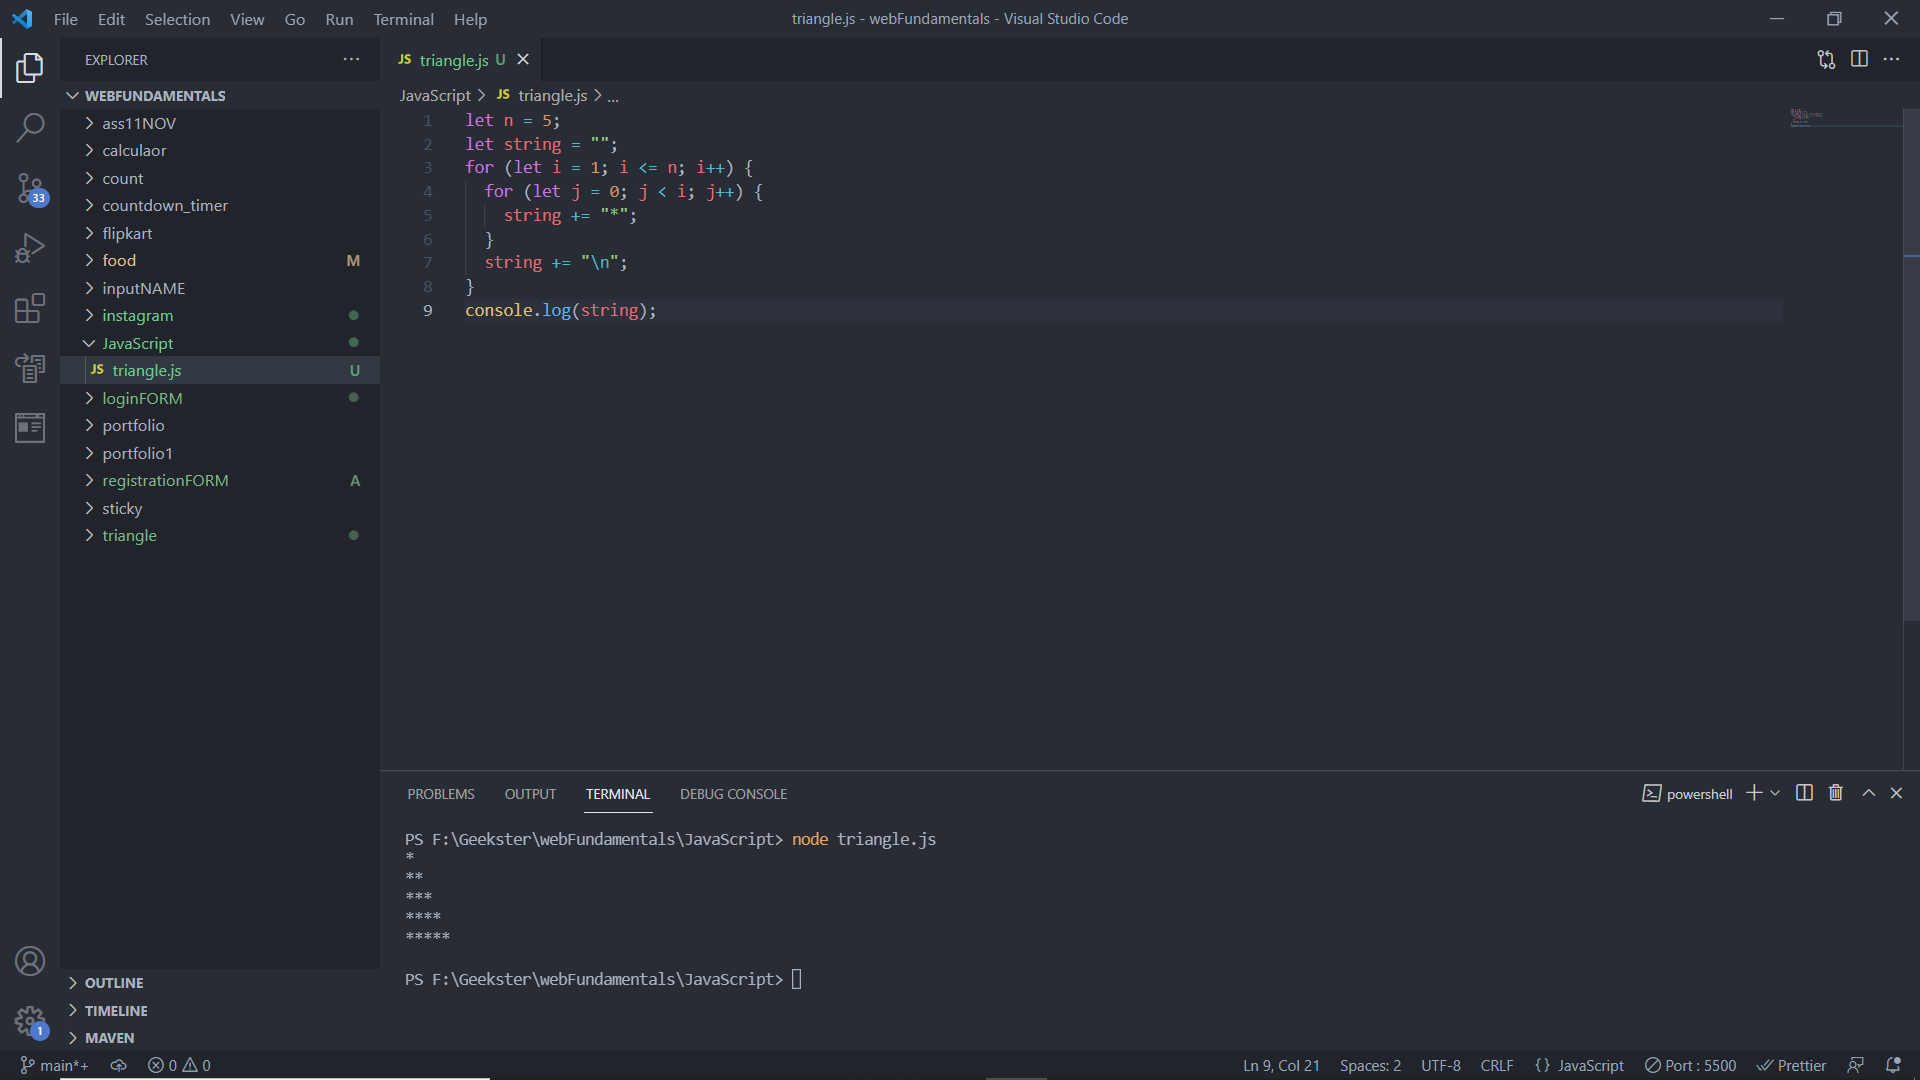 File Edit Selection View Go Run Terminal Help
triangle.js - webFundamentals - Visual Studio Code
EXPLORER
WEBFUNDAMENTALS
ass11NOV
calculaor
count
countdown_timer
flipkart
food M
inputNAME
instagram
JavaScript
JS triangle.js U
loginFORM
portfolio
portfolio1
registrationFORM A
sticky
triangle
OUTLINE
TIMELINE
MAVEN
33
1
JS triangle.js U
JavaScript > JS triangle.js > ...
1 let n = 5;
2 let string = "";
3 for (let i = 1; i <= n; i++) {
4 for (let j = 0; j < i; j++) {
5 string += "*";
6 }
7 string += "\n";
8 }
9 console.log(string);
PROBLEMS OUTPUT TERMINAL DEBUG CONSOLE
powershell
PS F:\Geekster\webFundamentals\JavaScript> node triangle.js
*
**
***
****
*****
PS F:\Geekster\webFundamentals\JavaScript>
main*+ 0 0 Ln 9, Col 21 Spaces: 2 UTF-8 CRLF {} JavaScript Port : 5500 Prettier